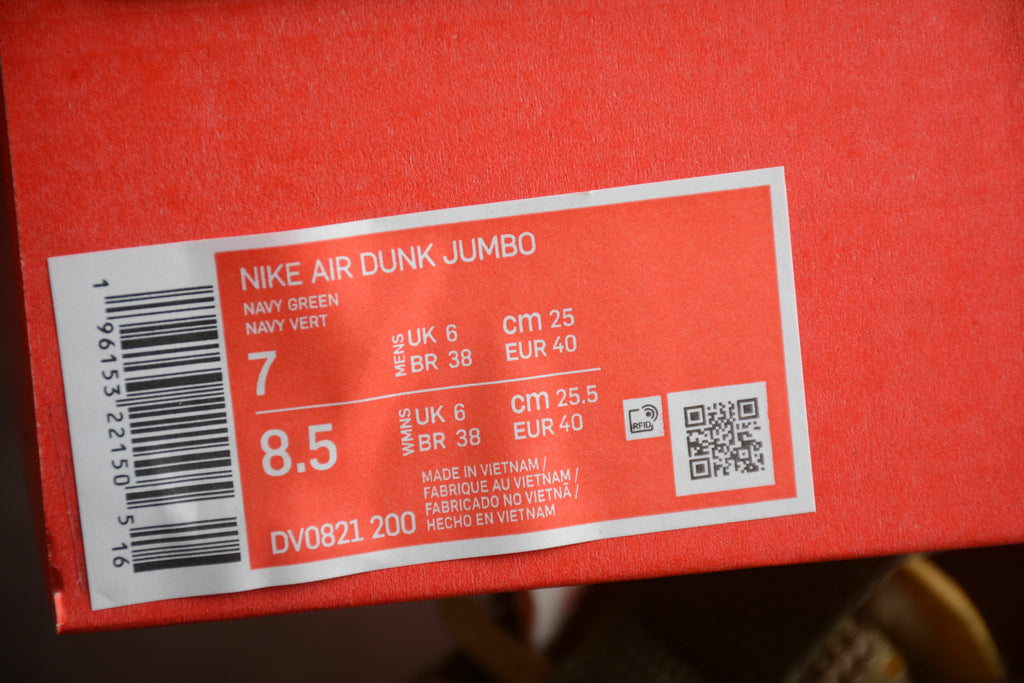 NIKE AIR DUNK JUMBO
NAVY GREEN
NAVY VERT
7
MENS
UK 6
BR 38
cm 25
EUR 40
8.5
WMNS
UK 6
BR 38
cm 25.5
EUR 40
MADE IN VIETNAM /
FABRIQUE AU VIETNAM /
FABRICADO NO VIETNÃ /
HECHO EN VIETNAM
DV0821 200
RFID
1 96153 22150 5 16